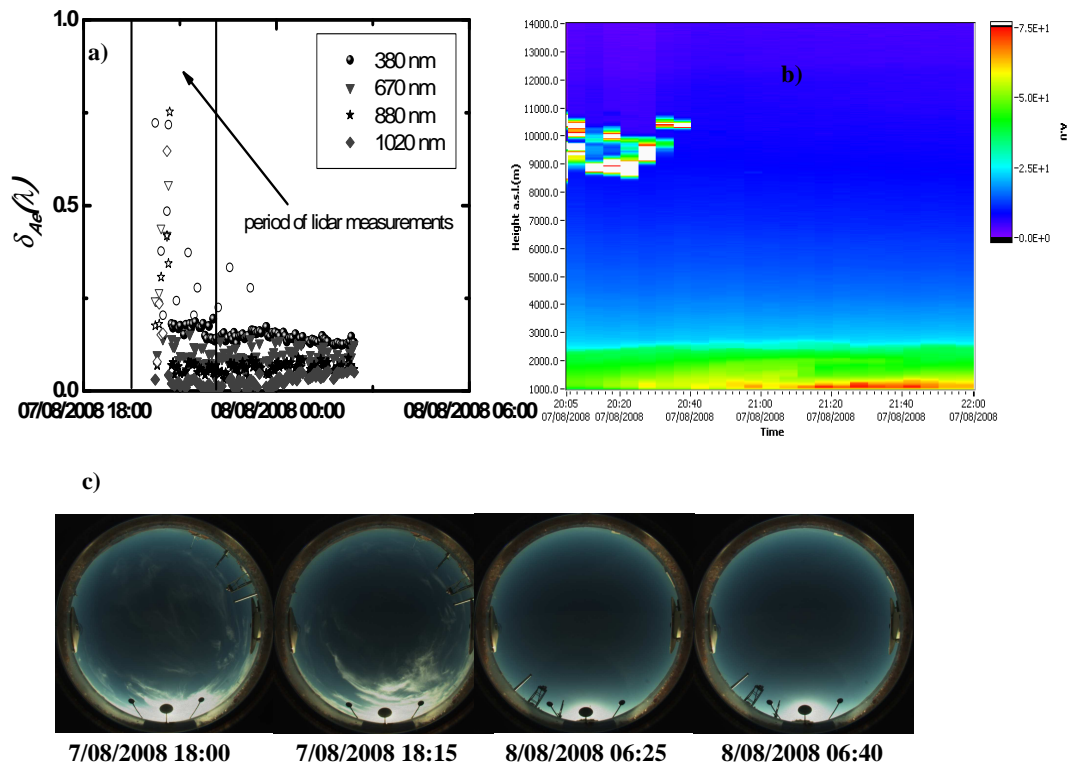 a)
1.0
0.5
0.0
δAe(λ)
380 nm
670 nm
880 nm
1020 nm
period of lidar measurements
07/08/2008 18:00
08/08/2008 00:00
08/08/2008 06:00
b)
14000.0
13000.0
12000.0
11000.0
10000.0
9000.0
8000.0
7000.0
6000.0
5000.0
4000.0
3000.0
2000.0
1000.0
Height a.s.l.(m)
20:05 20:20 20:40 21:00 21:20 21:40 22:00
07/08/2008 07/08/2008 07/08/2008 07/08/2008 07/08/2008 07/08/2008 07/08/2008
Time
7.5E+1
5.0E+1
2.5E+1
0.0E+0
A.U
c)
7/08/2008 18:00 7/08/2008 18:15 8/08/2008 06:25 8/08/2008 06:40